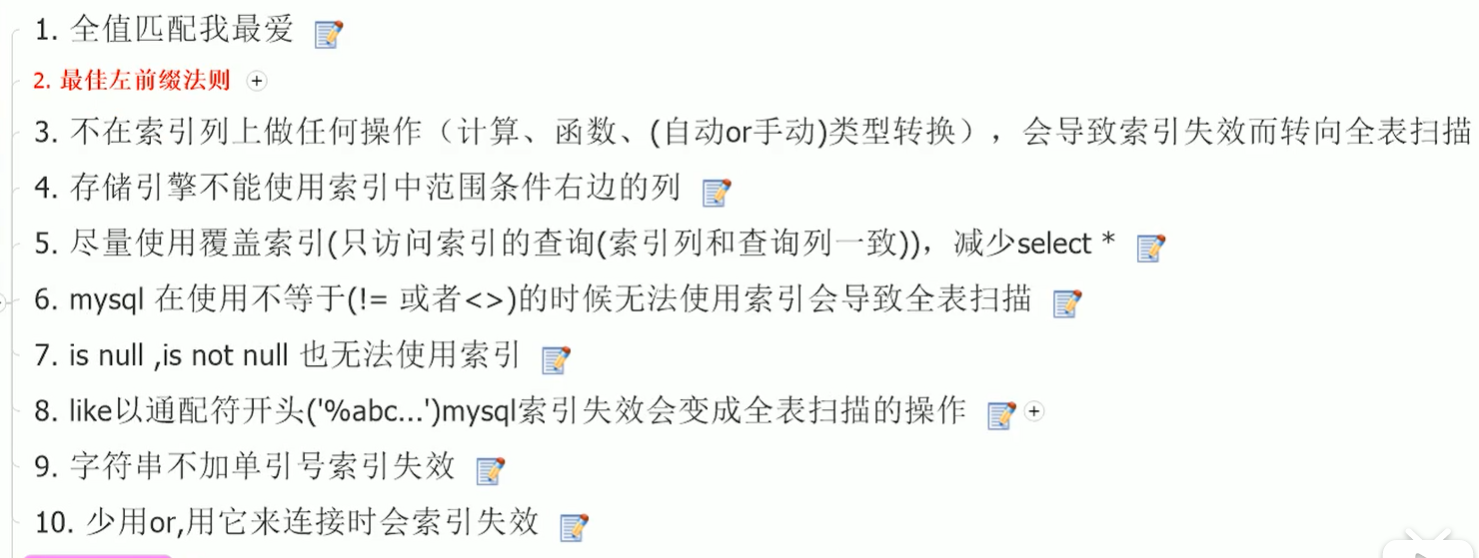 1. 全值匹配我最爱
2. 最佳左前缀法则
3. 不在索引列上做任何操作（计算、函数、(自动or手动)类型转换），会导致索引失效而转向全表扫描
4. 存储引擎不能使用索引中范围条件右边的列
5. 尽量使用覆盖索引(只访问索引的查询(索引列和查询列一致))，减少select *
6. mysql 在使用不等于(!= 或者<>)的时候无法使用索引会导致全表扫描
7. is null ,is not null 也无法使用索引
8. like以通配符开头('%abc...')mysql索引失效会变成全表扫描的操作
9. 字符串不加单引号索引失效
10. 少用or,用它来连接时会索引失效